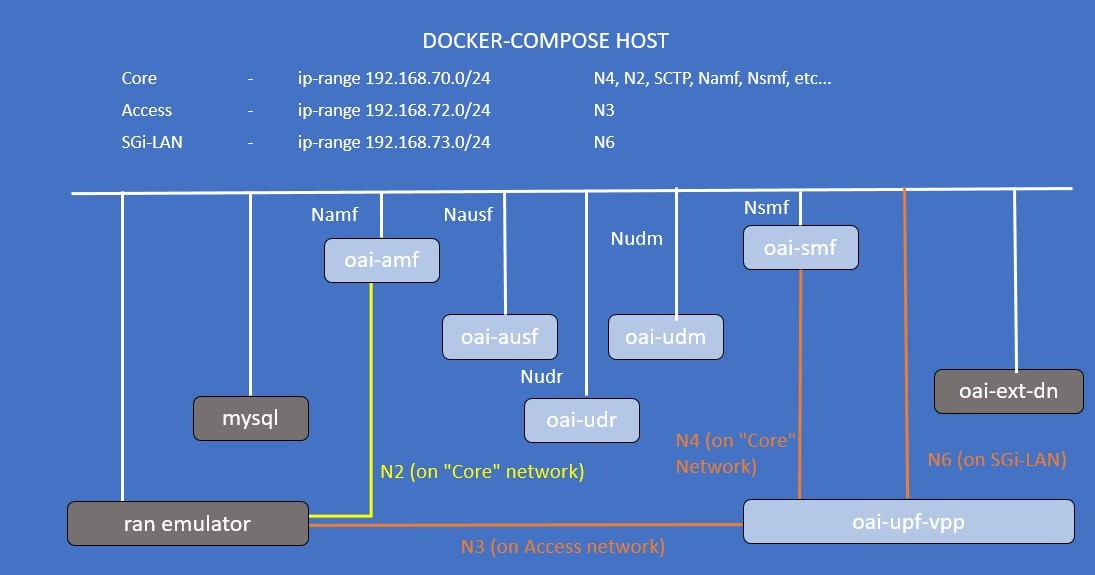 DOCKER-COMPOSE HOST
Core - ip-range 192.168.70.0/24 N4, N2, SCTP, Namf, Nsmf, etc...
Access - ip-range 192.168.72.0/24 N3
SGi-LAN - ip-range 192.168.73.0/24 N6
Namf
Nausf
Nudm
Nsmf
oai-amf
oai-smf
oai-ausf
oai-udm
Nudr
oai-ext-dn
mysql
oai-udr
N4 (on "Core"
Network)
N6 (on SGi-LAN)
N2 (on "Core" network)
ran emulator
oai-upf-vpp
N3 (on Access network)